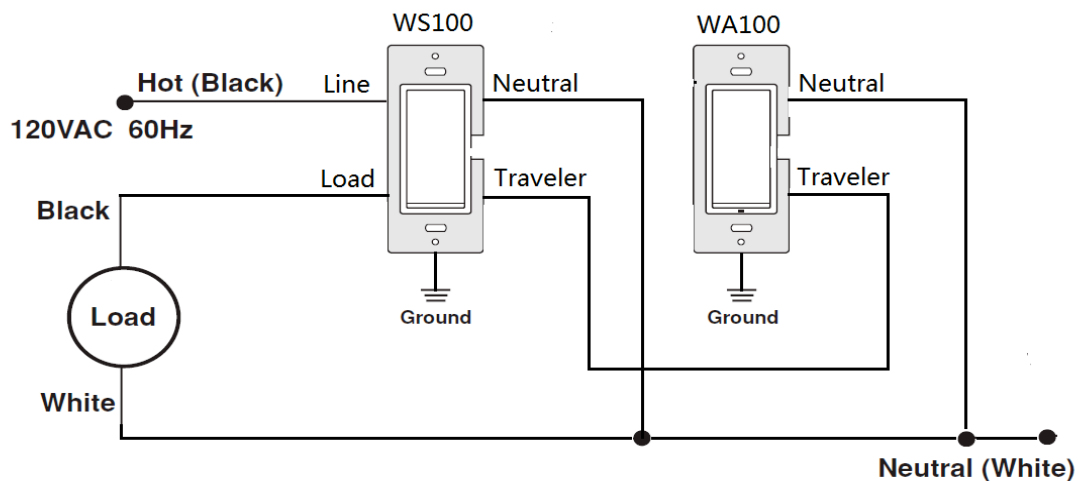 WS100
WA100
Hot (Black)
Line
Neutral
Neutral
120VAC 60Hz
Load
Traveler
Traveler
Black
Load
Ground
Ground
White
Neutral (White)